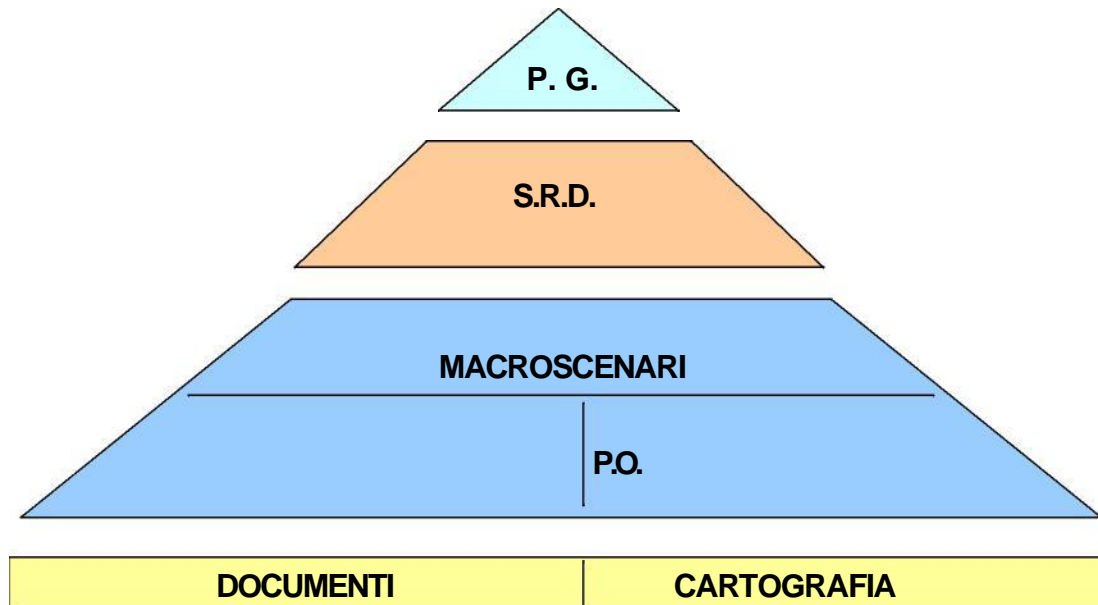 P. G.
S.R.D.
MACROSCENARI
P.O.
DOCUMENTI
CARTOGRAFIA